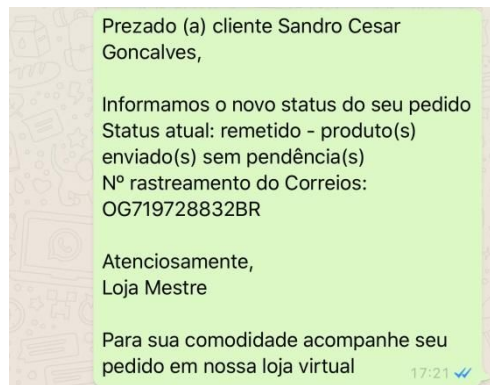 Prezado (a) cliente Sandro Cesar
Goncalves,
Informamos o novo status do seu pedido
Status atual: remetido - produto(s)
enviado(s) sem pendência(s)
Nº rastreamento do Correios:
OG719728832BR
Atenciosamente,
Loja Mestre
Para sua comodidade acompanhe seu
pedido em nossa loja virtual
17:21